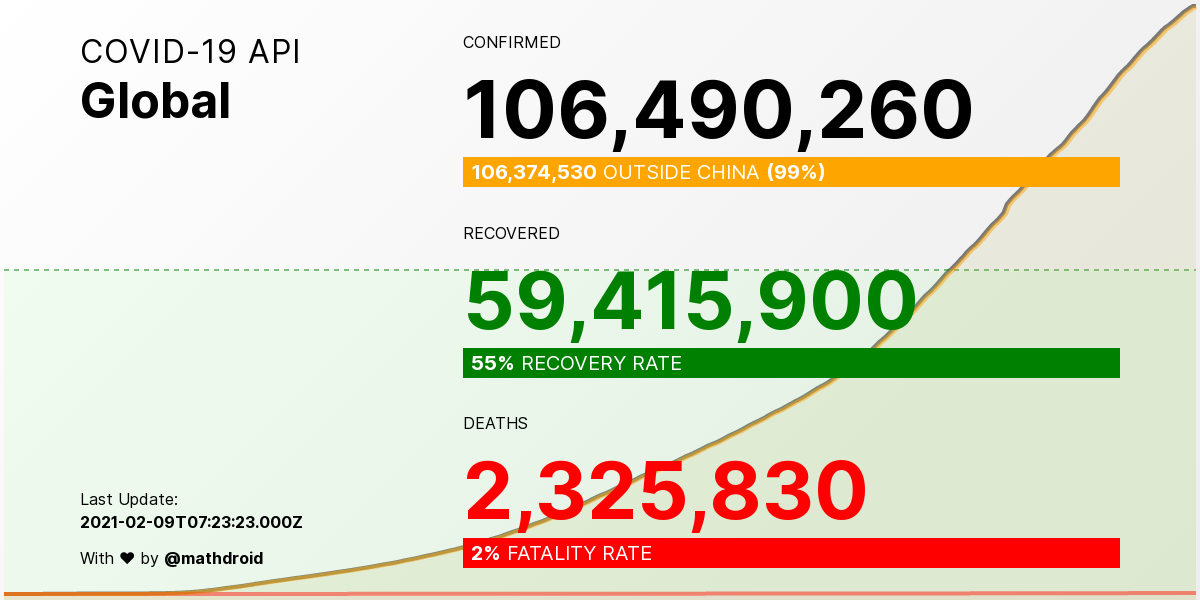 COVID-19 API
Global
CONFIRMED
106,490,260
106,374,530 OUTSIDE CHINA (99%)
RECOVERED
59,415,900
55% RECOVERY RATE
DEATHS
2,325,830
2% FATALITY RATE
Last Update:
2021-02-09T07:23:23.000Z
With ♥ by @mathdroid